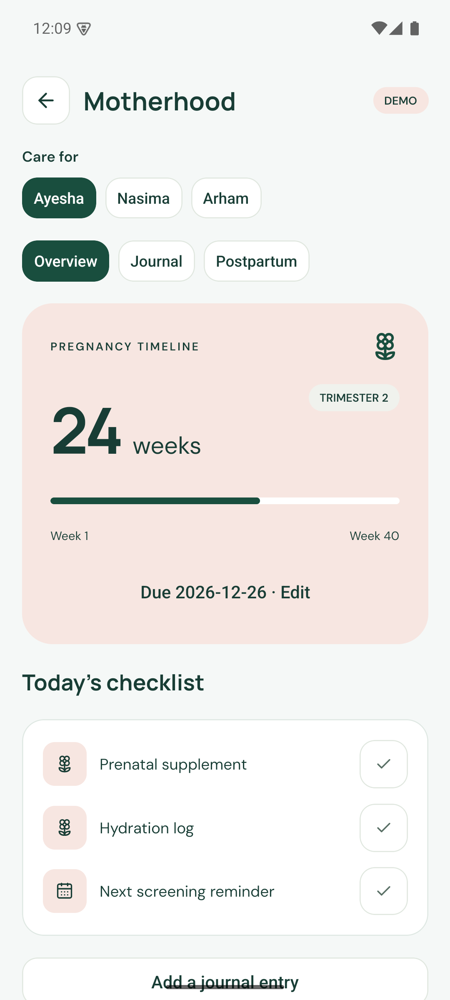 12:09
Motherhood
DEMO
Care for
Ayesha
Nasima
Arham
Overview
Journal
Postpartum
PREGNANCY TIMELINE
TRIMESTER 2
24 weeks
Week 1
Week 40
Due 2026-12-26 · Edit
Today’s checklist
Prenatal supplement
Hydration log
Next screening reminder
Add a journal entry